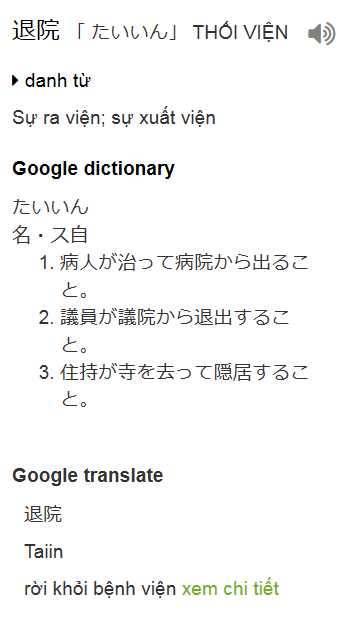 退院 「 たいいん」 THỐI VIỆN
danh từ
Sự ra viện; sự xuất viện
Google dictionary
たいいん
名・ス自
1. 病人が治って病院から出るこ
と。
2. 議員が議院から退出するこ
と。
3. 住持が寺を去って隠居するこ
と。
Google translate
退院
Taiin
rời khỏi bệnh viện xem chi tiết